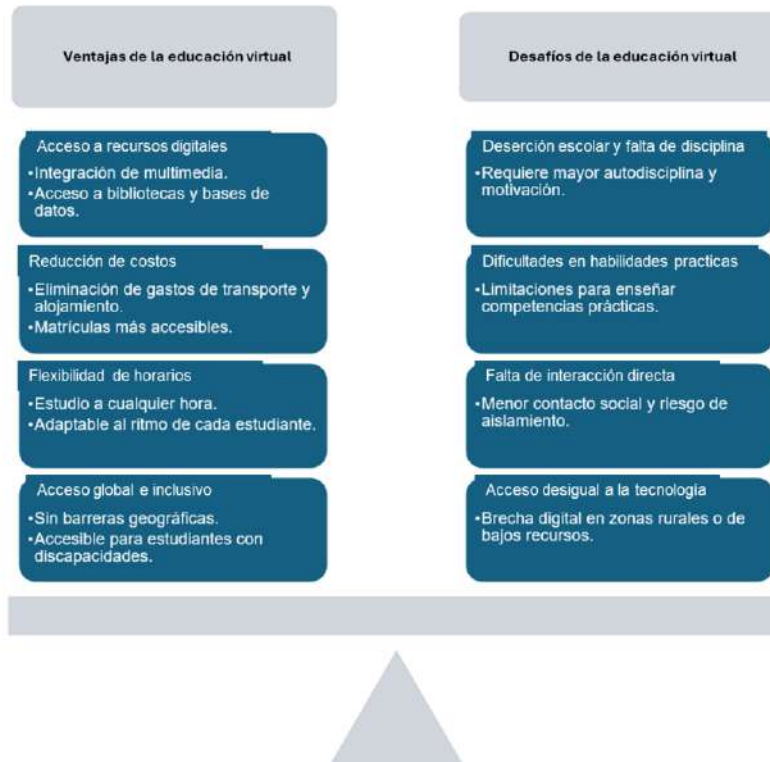 Ventajas de la educación virtual
Acceso a recursos digitales
•Integración de multimedia.
•Acceso a bibliotecas y bases de
datos.
Reducción de costos
•Eliminación de gastos de transporte y
alojamiento.
•Matrículas más accesibles.
Flexibilidad de horarios
•Estudio a cualquier hora.
•Adaptable al ritmo de cada estudiante.
Acceso global e inclusivo
•Sin barreras geográficas.
•Accesible para estudiantes con
discapacidades.
Desafíos de la educación virtual
Deserción escolar y falta de disciplina
•Requiere mayor autodisciplina y
motivación.
Dificultades en habilidades practicas
•Limitaciones para enseñar
competencias prácticas.
Falta de interacción directa
•Menor contacto social y riesgo de
aislamiento.
Acceso desigual a la tecnología
•Brecha digital en zonas rurales o de
bajos recursos.